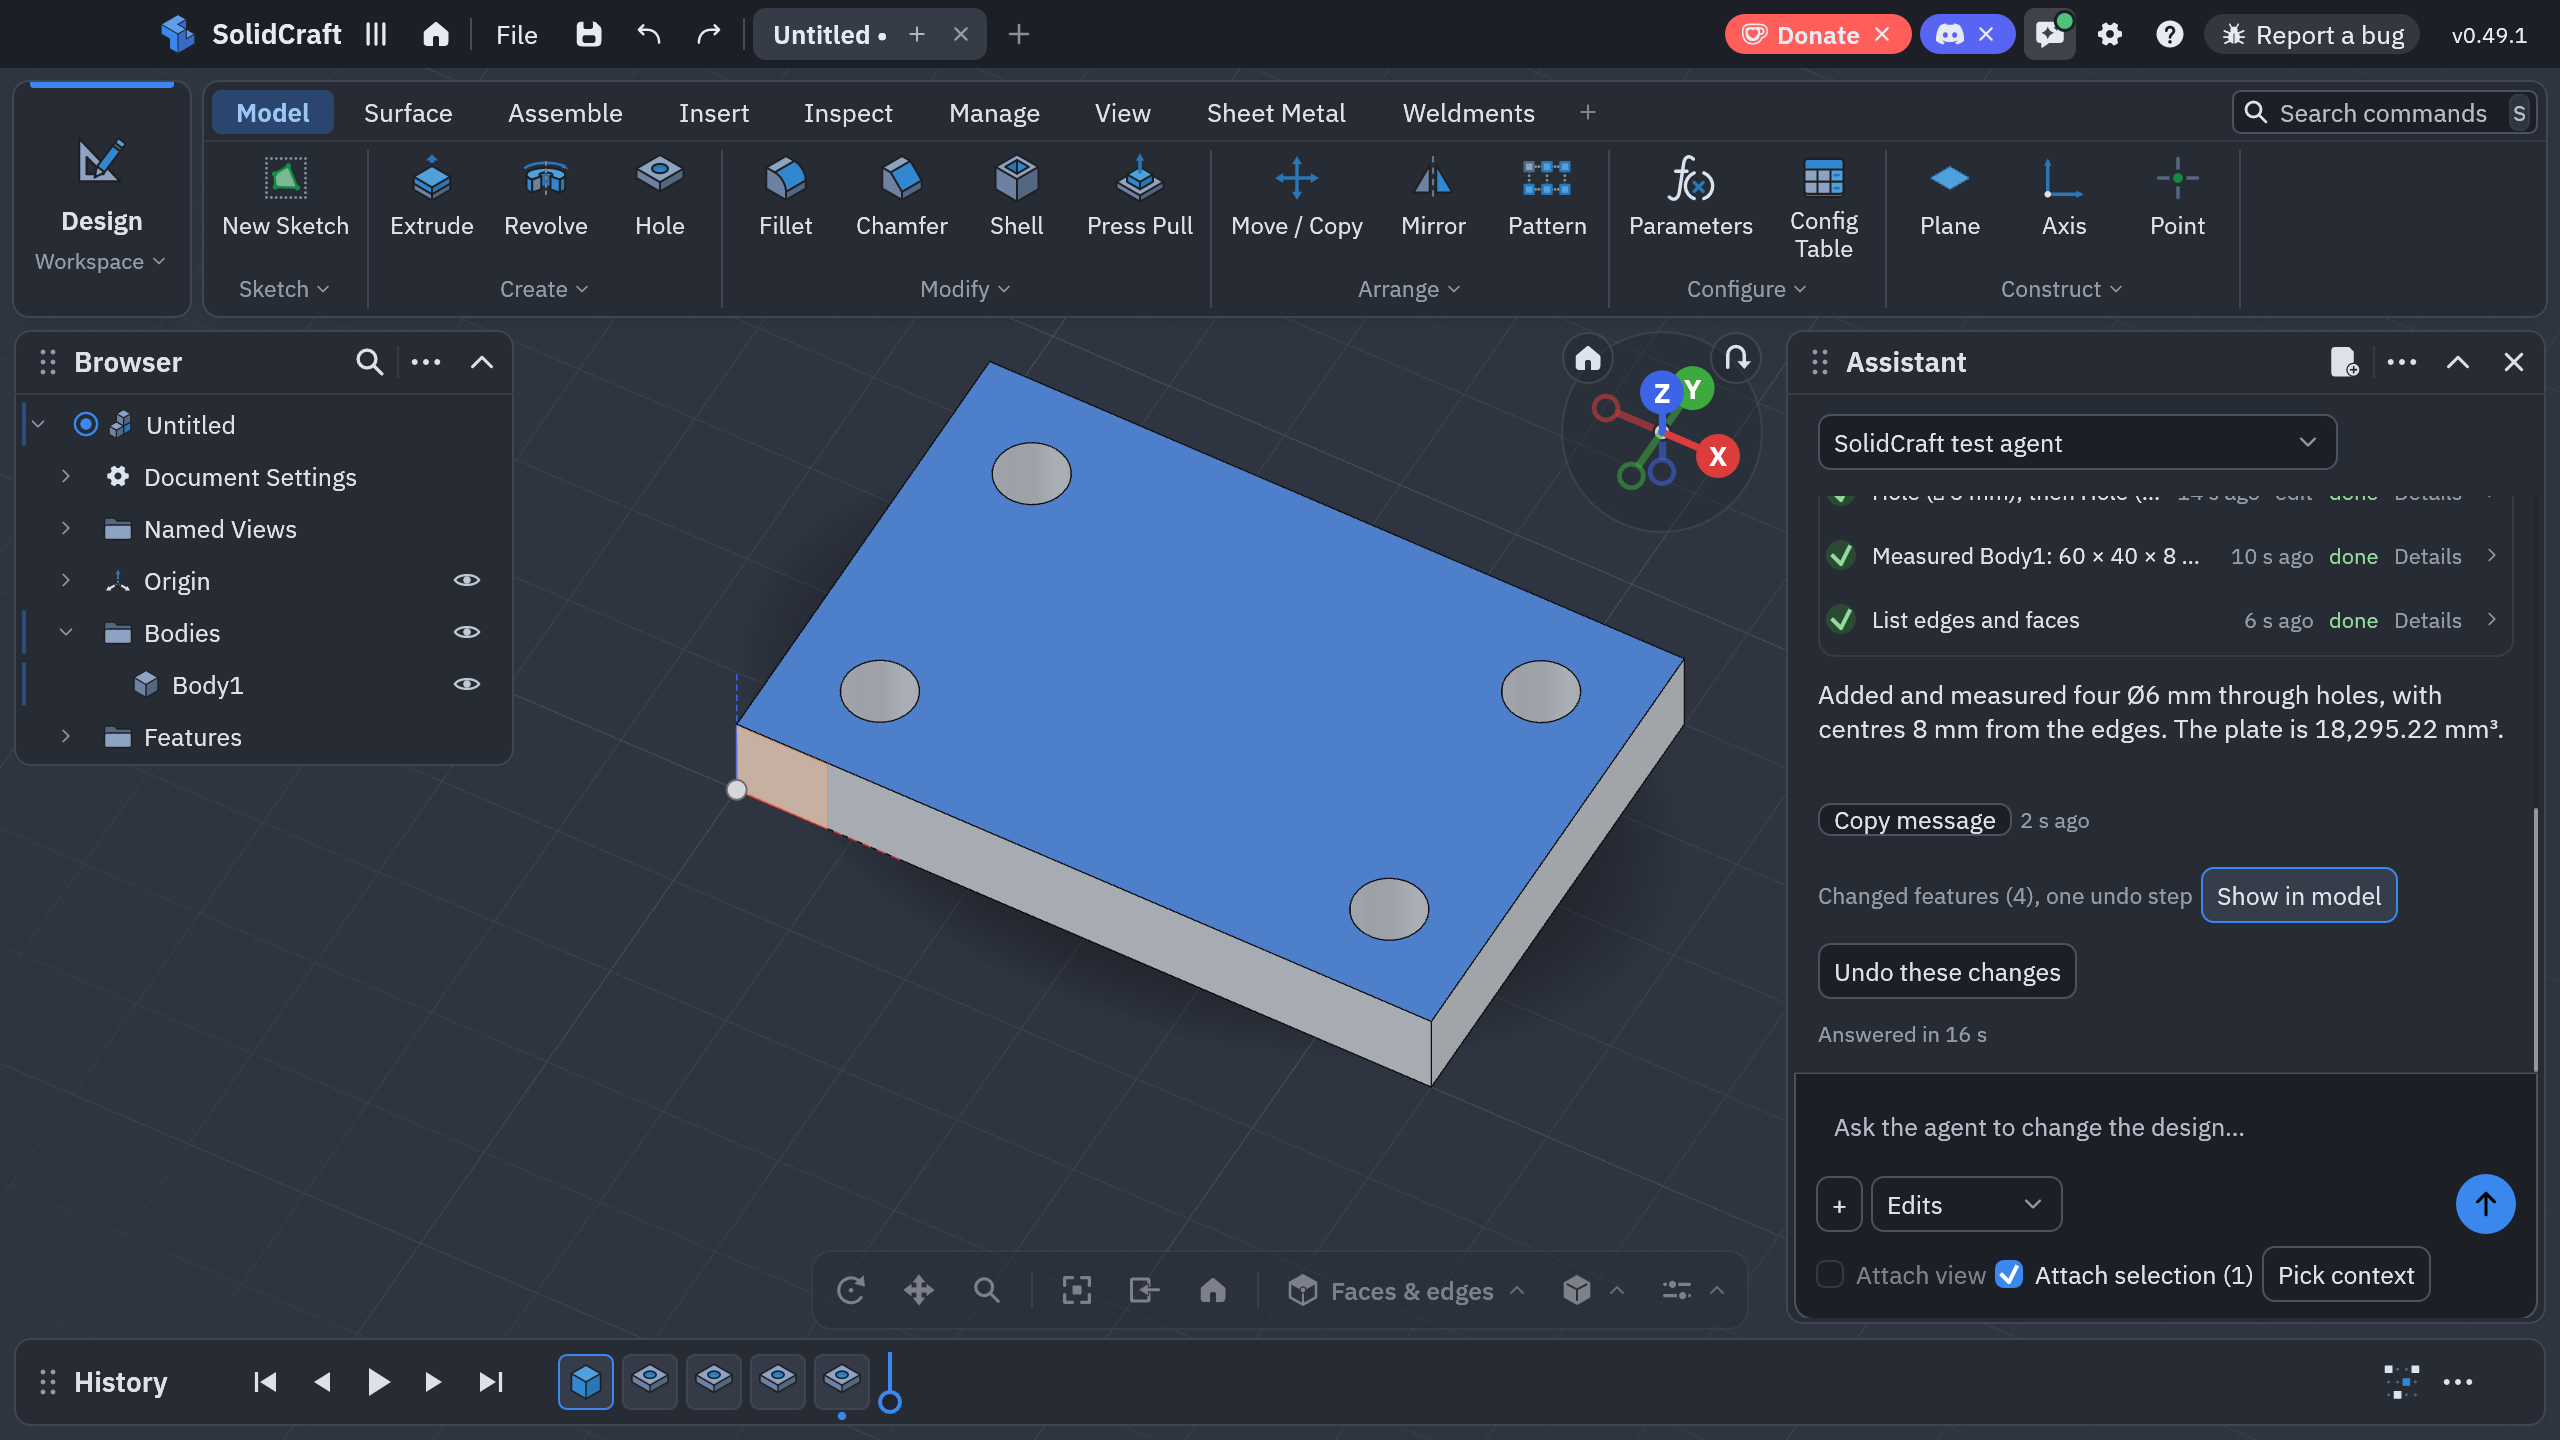 SolidCraft
File
Untitled •
Donate
Report a bug
v0.49.1
Design
Workspace
Model
Surface
Assemble
Insert
Inspect
Manage
View
Sheet Metal
Weldments
Search commands
S
New Sketch
Extrude
Revolve
Hole
Fillet
Chamfer
Shell
Press Pull
Move / Copy
Mirror
Pattern
Parameters
Config
Table
Plane
Axis
Point
Sketch
Create
Modify
Arrange
Configure
Construct
Browser
Untitled
Document Settings
Named Views
Origin
Bodies
Body1
Features
Z
Y
X
Assistant
SolidCraft test agent
Measured Body1: 60 × 40 × 8 ...
10 s ago
done
Details
List edges and faces
6 s ago
done
Details
Added and measured four Ø6 mm through holes, with
centres 8 mm from the edges. The plate is 18,295.22 mm³.
Copy message
2 s ago
Changed features (4), one undo step
Show in model
Undo these changes
Answered in 16 s
Ask the agent to change the design...
+
Edits
Attach view
Attach selection (1)
Pick context
Faces & edges
History